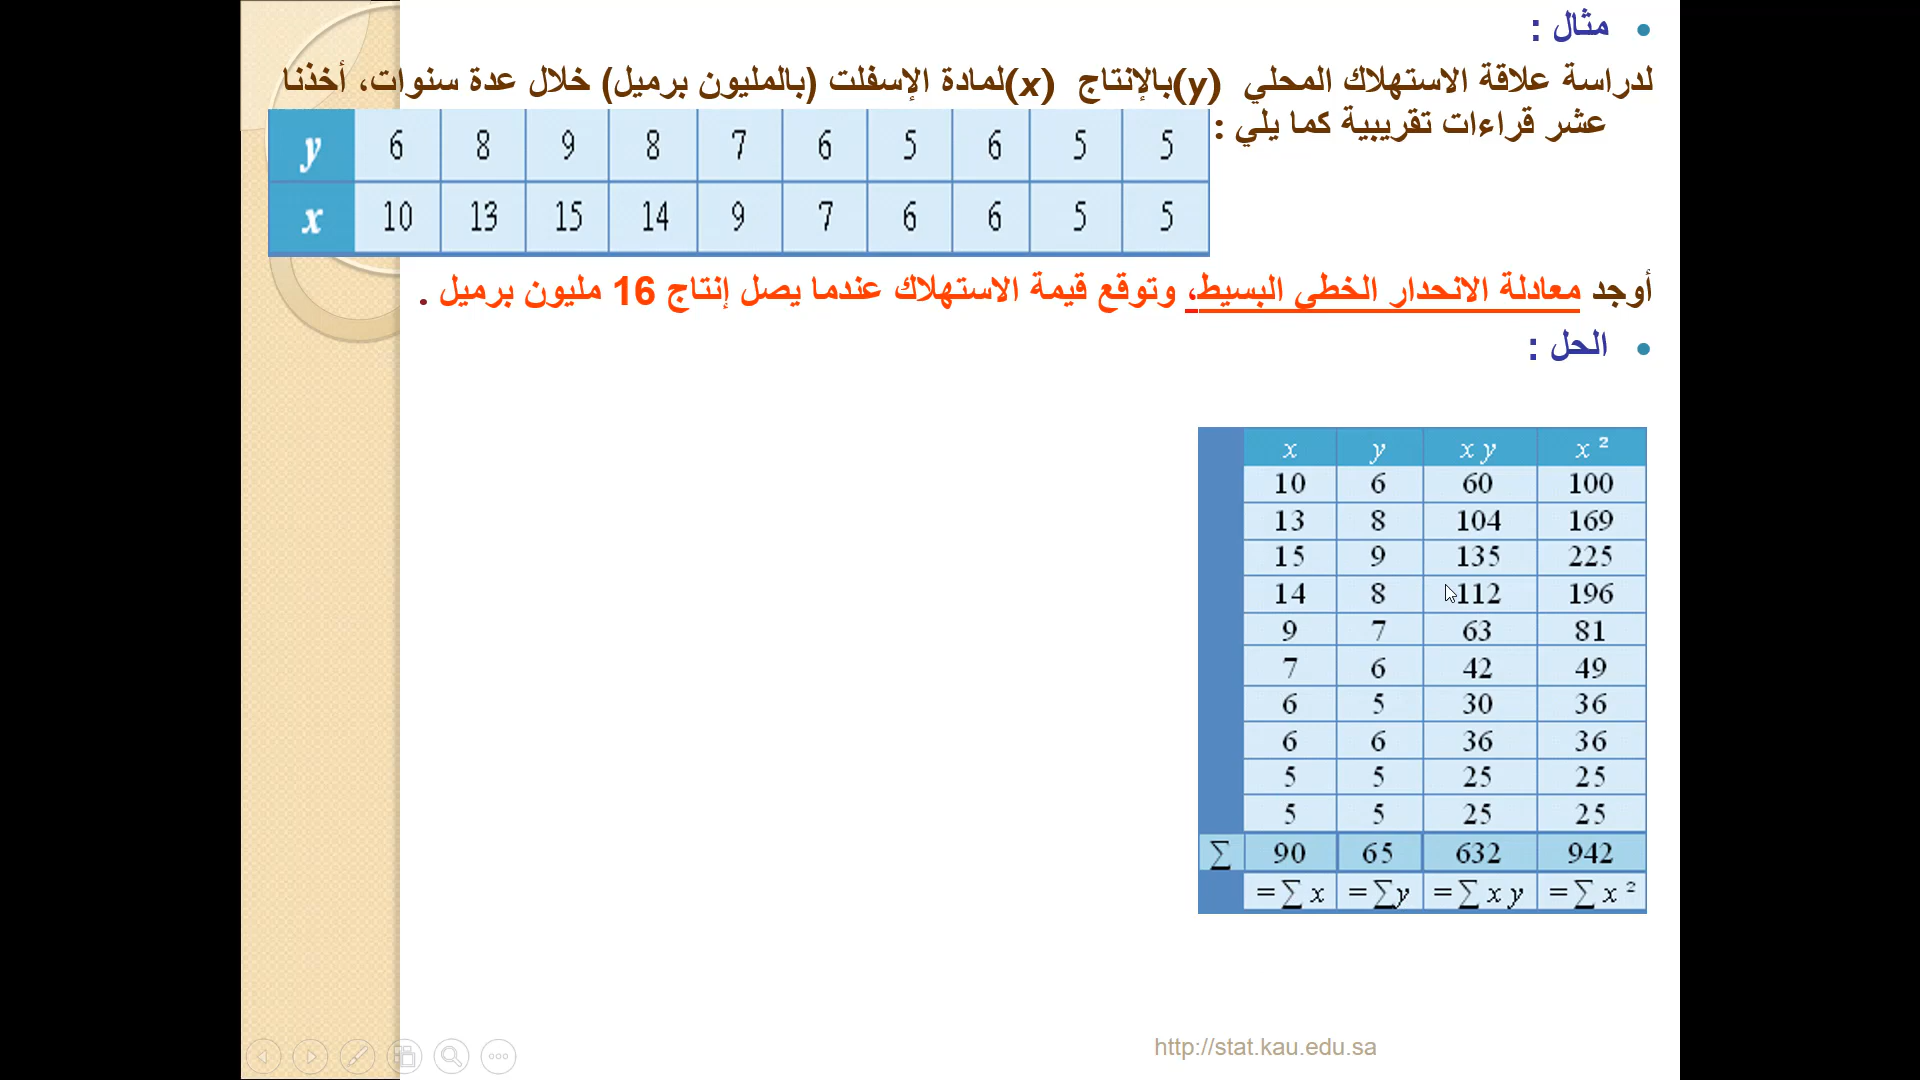 • مثال :
لدراسة علاقة الاستهلاك المحلي (y)بالإنتاج (x)لمادة الإسفلت (بالمليون برميل) خلال عدة سنوات، أخذنا
عشر قراءات تقريبية كما يلي :
y 6 8 9 8 7 6 5 6 5 5
x 10 13 15 14 9 7 6 6 5 5
أوجد معادلة الانحدار الخطي البسيط، وتوقع قيمة الاستهلاك عندما يصل إنتاج 16 مليون برميل .
• الحل :
x y x y x ²
10 6 60 100
13 8 104 169
15 9 135 225
14 8 112 196
9 7 63 81
7 6 42 49
6 5 30 36
6 6 36 36
5 5 25 25
5 5 25 25
∑ 90 65 632 942
=∑ x =∑y =∑ x y =∑ x ²
http://stat.kau.edu.sa